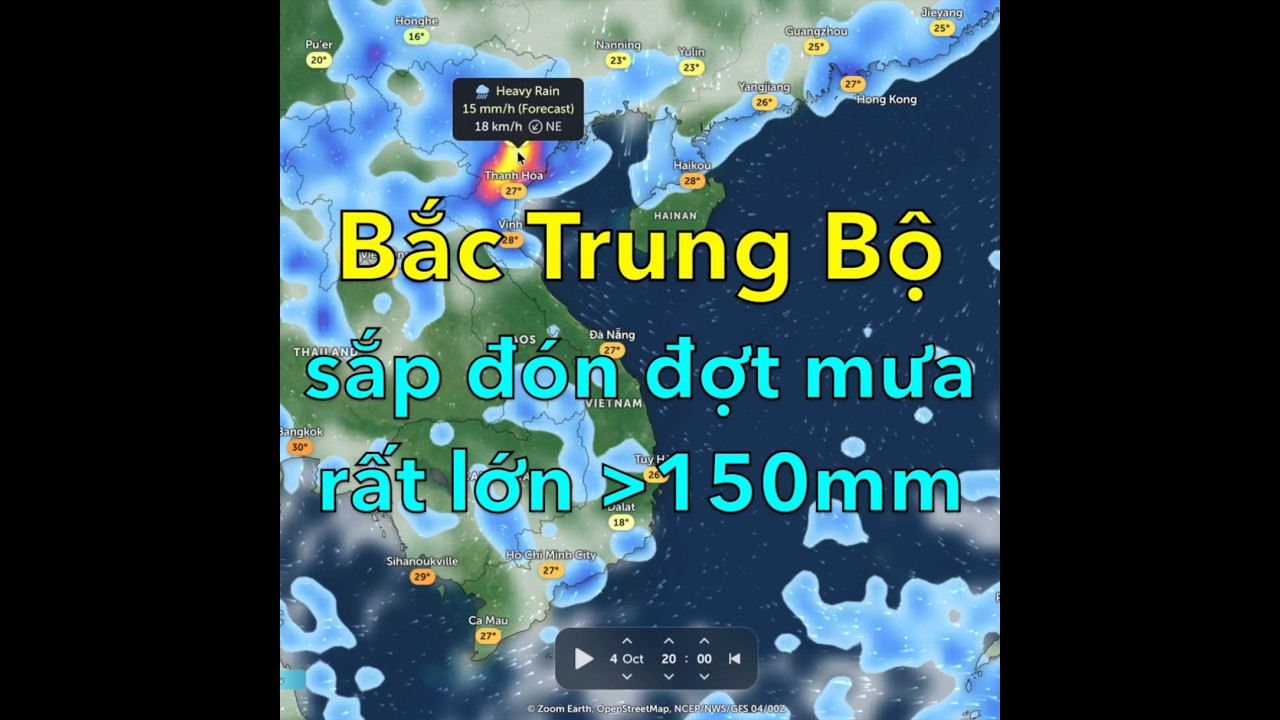 Jieyang
25°
Honghe
16°
Guangzhou
25°
Pu'er
20°
Nanning
23°
Yulin
23°
27°
Hong Kong
Yangjiang
26°
Heavy Rain
15 mm/h (Forecast)
18 km/h NE
Haikou
28°
Thanh Hóa
27°
HAINAN
Vinh
28°
Bắc Trung Bộ
Đà Nẵng
27°
THAILAND
sắp đón đợt mưa
VIETNAM
Bangkok
30°
rất lớn >150mm
26
Dalat
18°
Sihanoukville
29°
Ho Chi Minh City
27°
Ca Mau
27°
4 Oct 20 : 00
© Zoom Earth, OpenStreetMap, NCEP/NWS/GFS 04/00Z